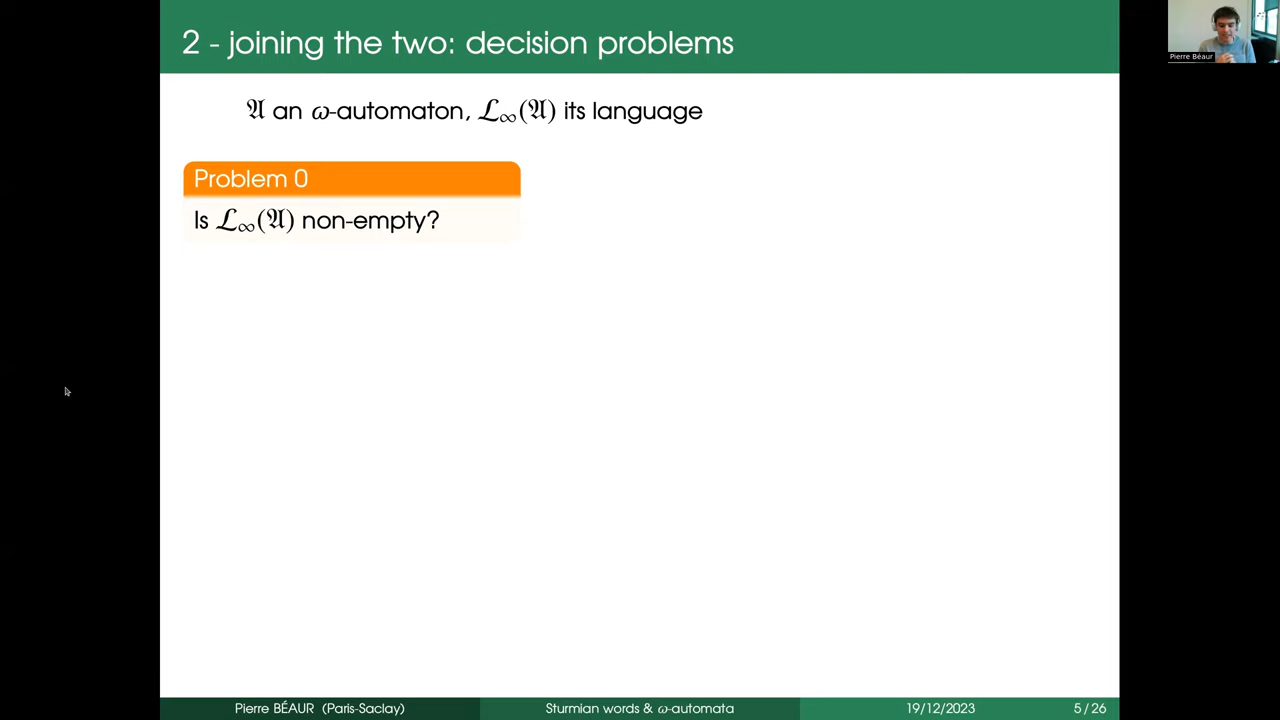 2 - joining the two: decision problems
Pierre Béaur
𝔄 an ω-automaton, ℒ∞(𝔄) its language
Problem 0
Is ℒ∞(𝔄) non-empty?
Pierre BÉAUR (Paris-Saclay) Sturmian words & ω-automata 19/12/2023 5 / 26